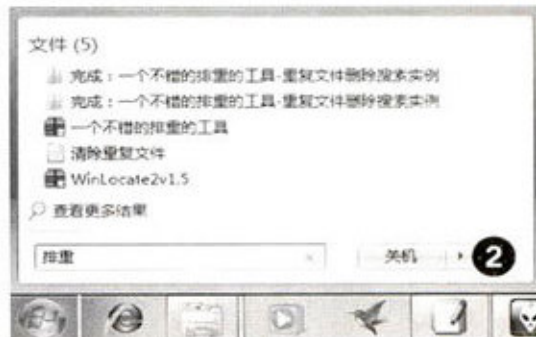 文件 (5)
完成：一个不错的排重的工具-重复文件删除搜索实例
完成：一个不错的排重的工具-重复文件删除搜索实例
一个不错的排重的工具
清除重复文件
WinLocate2v1.5
查看更多结果
排重
关机
2